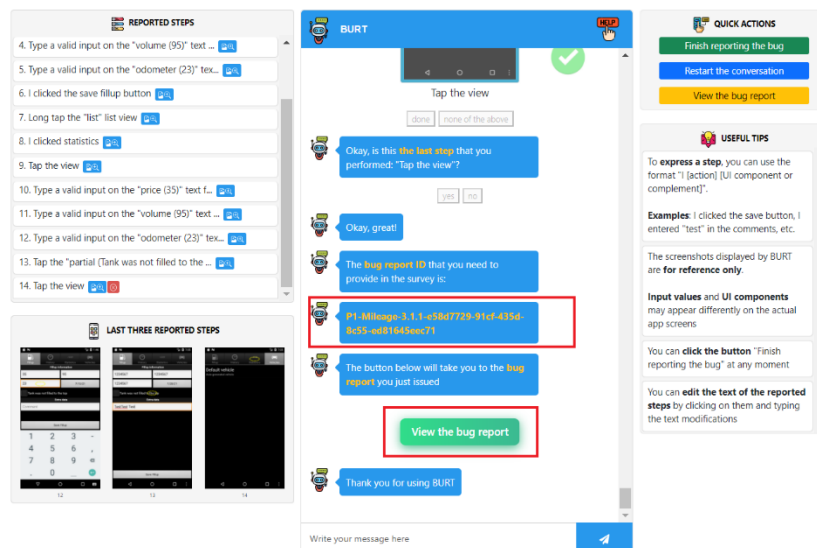 REPORTED STEPS
4. Type a valid input on the "volume (95)" text ...
5. Type a valid input on the "odometer (23)" tex...
6. I clicked the save fillup button
7. Long tap the "list" list view
8. I clicked statistics
9. Tap the view
10. Type a valid input on the "price (35)" text f...
11. Type a valid input on the "volume (95)" text ...
12. Type a valid input on the "odometer (23)" tex...
13. Tap the "partial (Tank was not filled to the ...
14. Tap the view
LAST THREE REPORTED STEPS
Default vehicle
1 2 3 -
4 5 6 .
7 8 9
0
12
13
14
BURT
HELP
Tap the view
done
none of the above
Okay, is this the last step that you
performed: "Tap the view"?
yes
no
Okay, great!
The bug report ID that you need to
provide in the survey is:
P1-Mileage-3.1.1-e58d7729-91cf-435d-
8c55-ed81645eec71
The button below will take you to the bug
report you just issued
View the bug report
Thank you for using BURT
Write your message here
QUICK ACTIONS
Finish reporting the bug
Restart the conversation
View the bug report
USEFUL TIPS
To express a step, you can use the
format "I [action] [UI component or
complement]".
Examples: I clicked the save button, I
entered "test" in the comments, etc.
The screenshots displayed by BURT
are for reference only.
Input values and UI components
may appear differently on the actual
app screens
You can click the button "Finish
reporting the bug" at any moment
You can edit the text of the reported
steps by clicking on them and typing
the text modifications